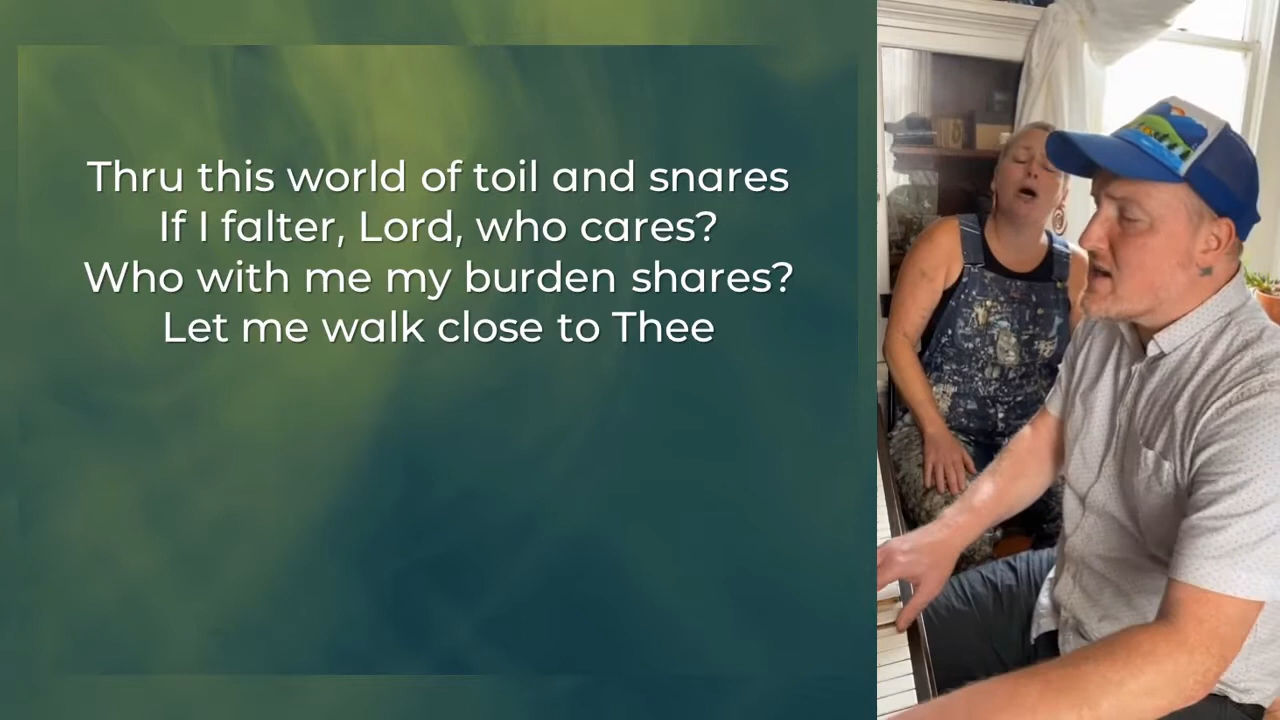 Thru this world of toil and snares
If I falter, Lord, who cares?
Who with me my burden shares?
Let me walk close to Thee